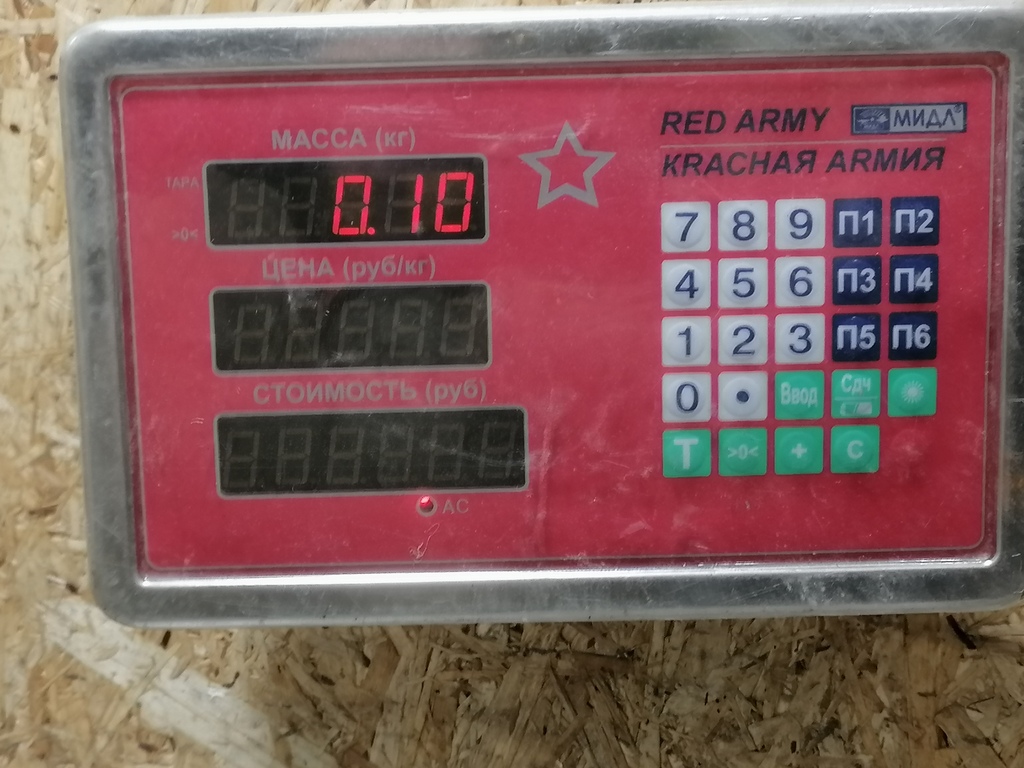 МАССА (кг)
ТАРА
0.10
>0<
ЦЕНА (руб/кг)
СТОИМОСТЬ (руб)
АС
RED ARMY МИДЛ
КRАСНАЯ ARMИЯ
7 8 9 П1 П2
4 5 6 П3 П4
1 2 3 П5 П6
0 • Ввод Сдч
Т >0< + С